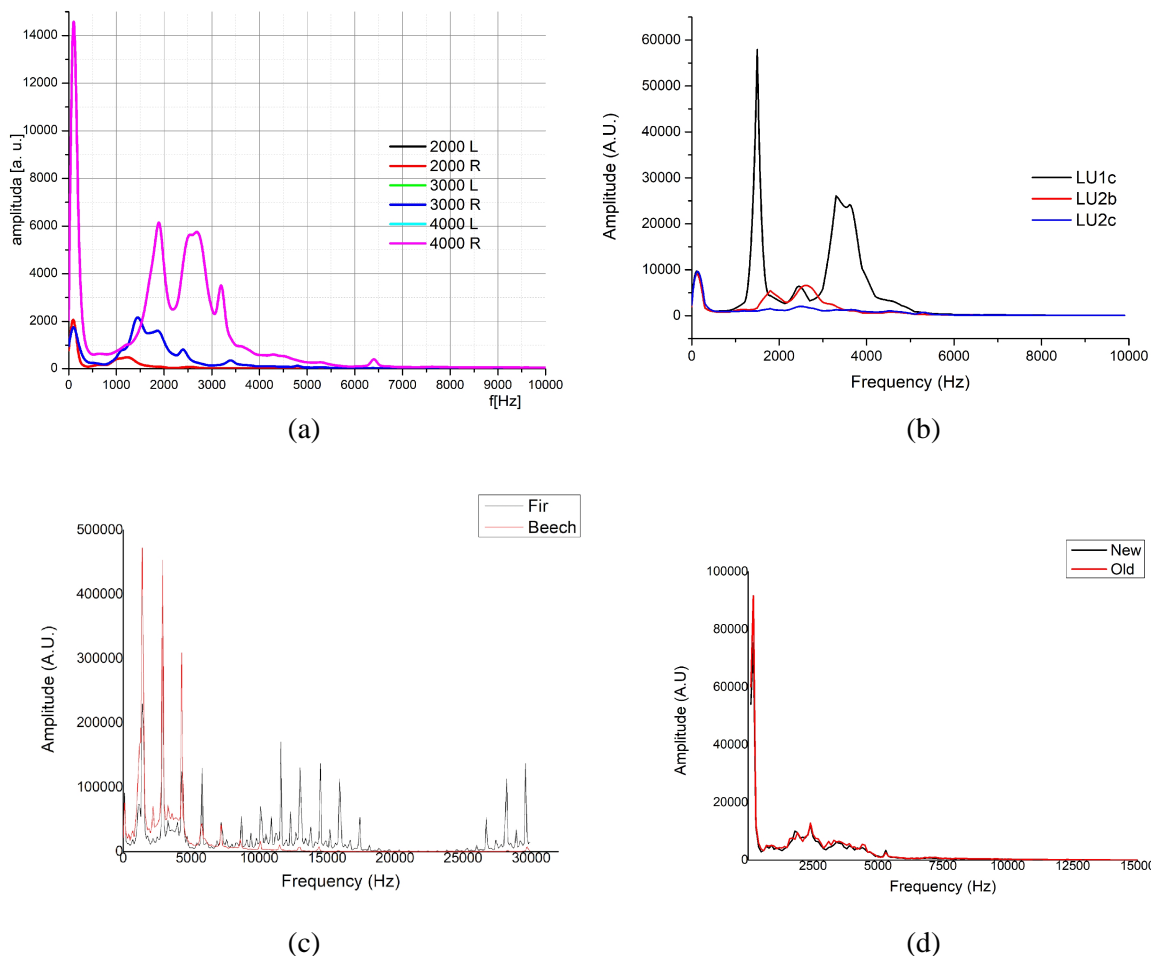 14000
12000
10000
8000
6000
4000
2000
0
amplituda [a. u.]
2000 L
2000 R
3000 L
3000 R
4000 L
4000 R
0 1000 2000 3000 4000 5000 6000 7000 8000 9000 10000
f[Hz]
(a)
60000
50000
40000
30000
20000
10000
0
Amplitude (A.U.)
LU1c
LU2b
LU2c
0 2000 4000 6000 8000 10000
Frequency (Hz)
(b)
Fir
Beech
500000
400000
300000
200000
100000
0
Amplitude (A.U.)
0 5000 10000 15000 20000 25000 30000
Frequency (Hz)
(c)
New
Old
100000
80000
60000
40000
20000
0
Amplitude (A.U)
2500 5000 7500 10000 12500 15000
Frequency (Hz)
(d)